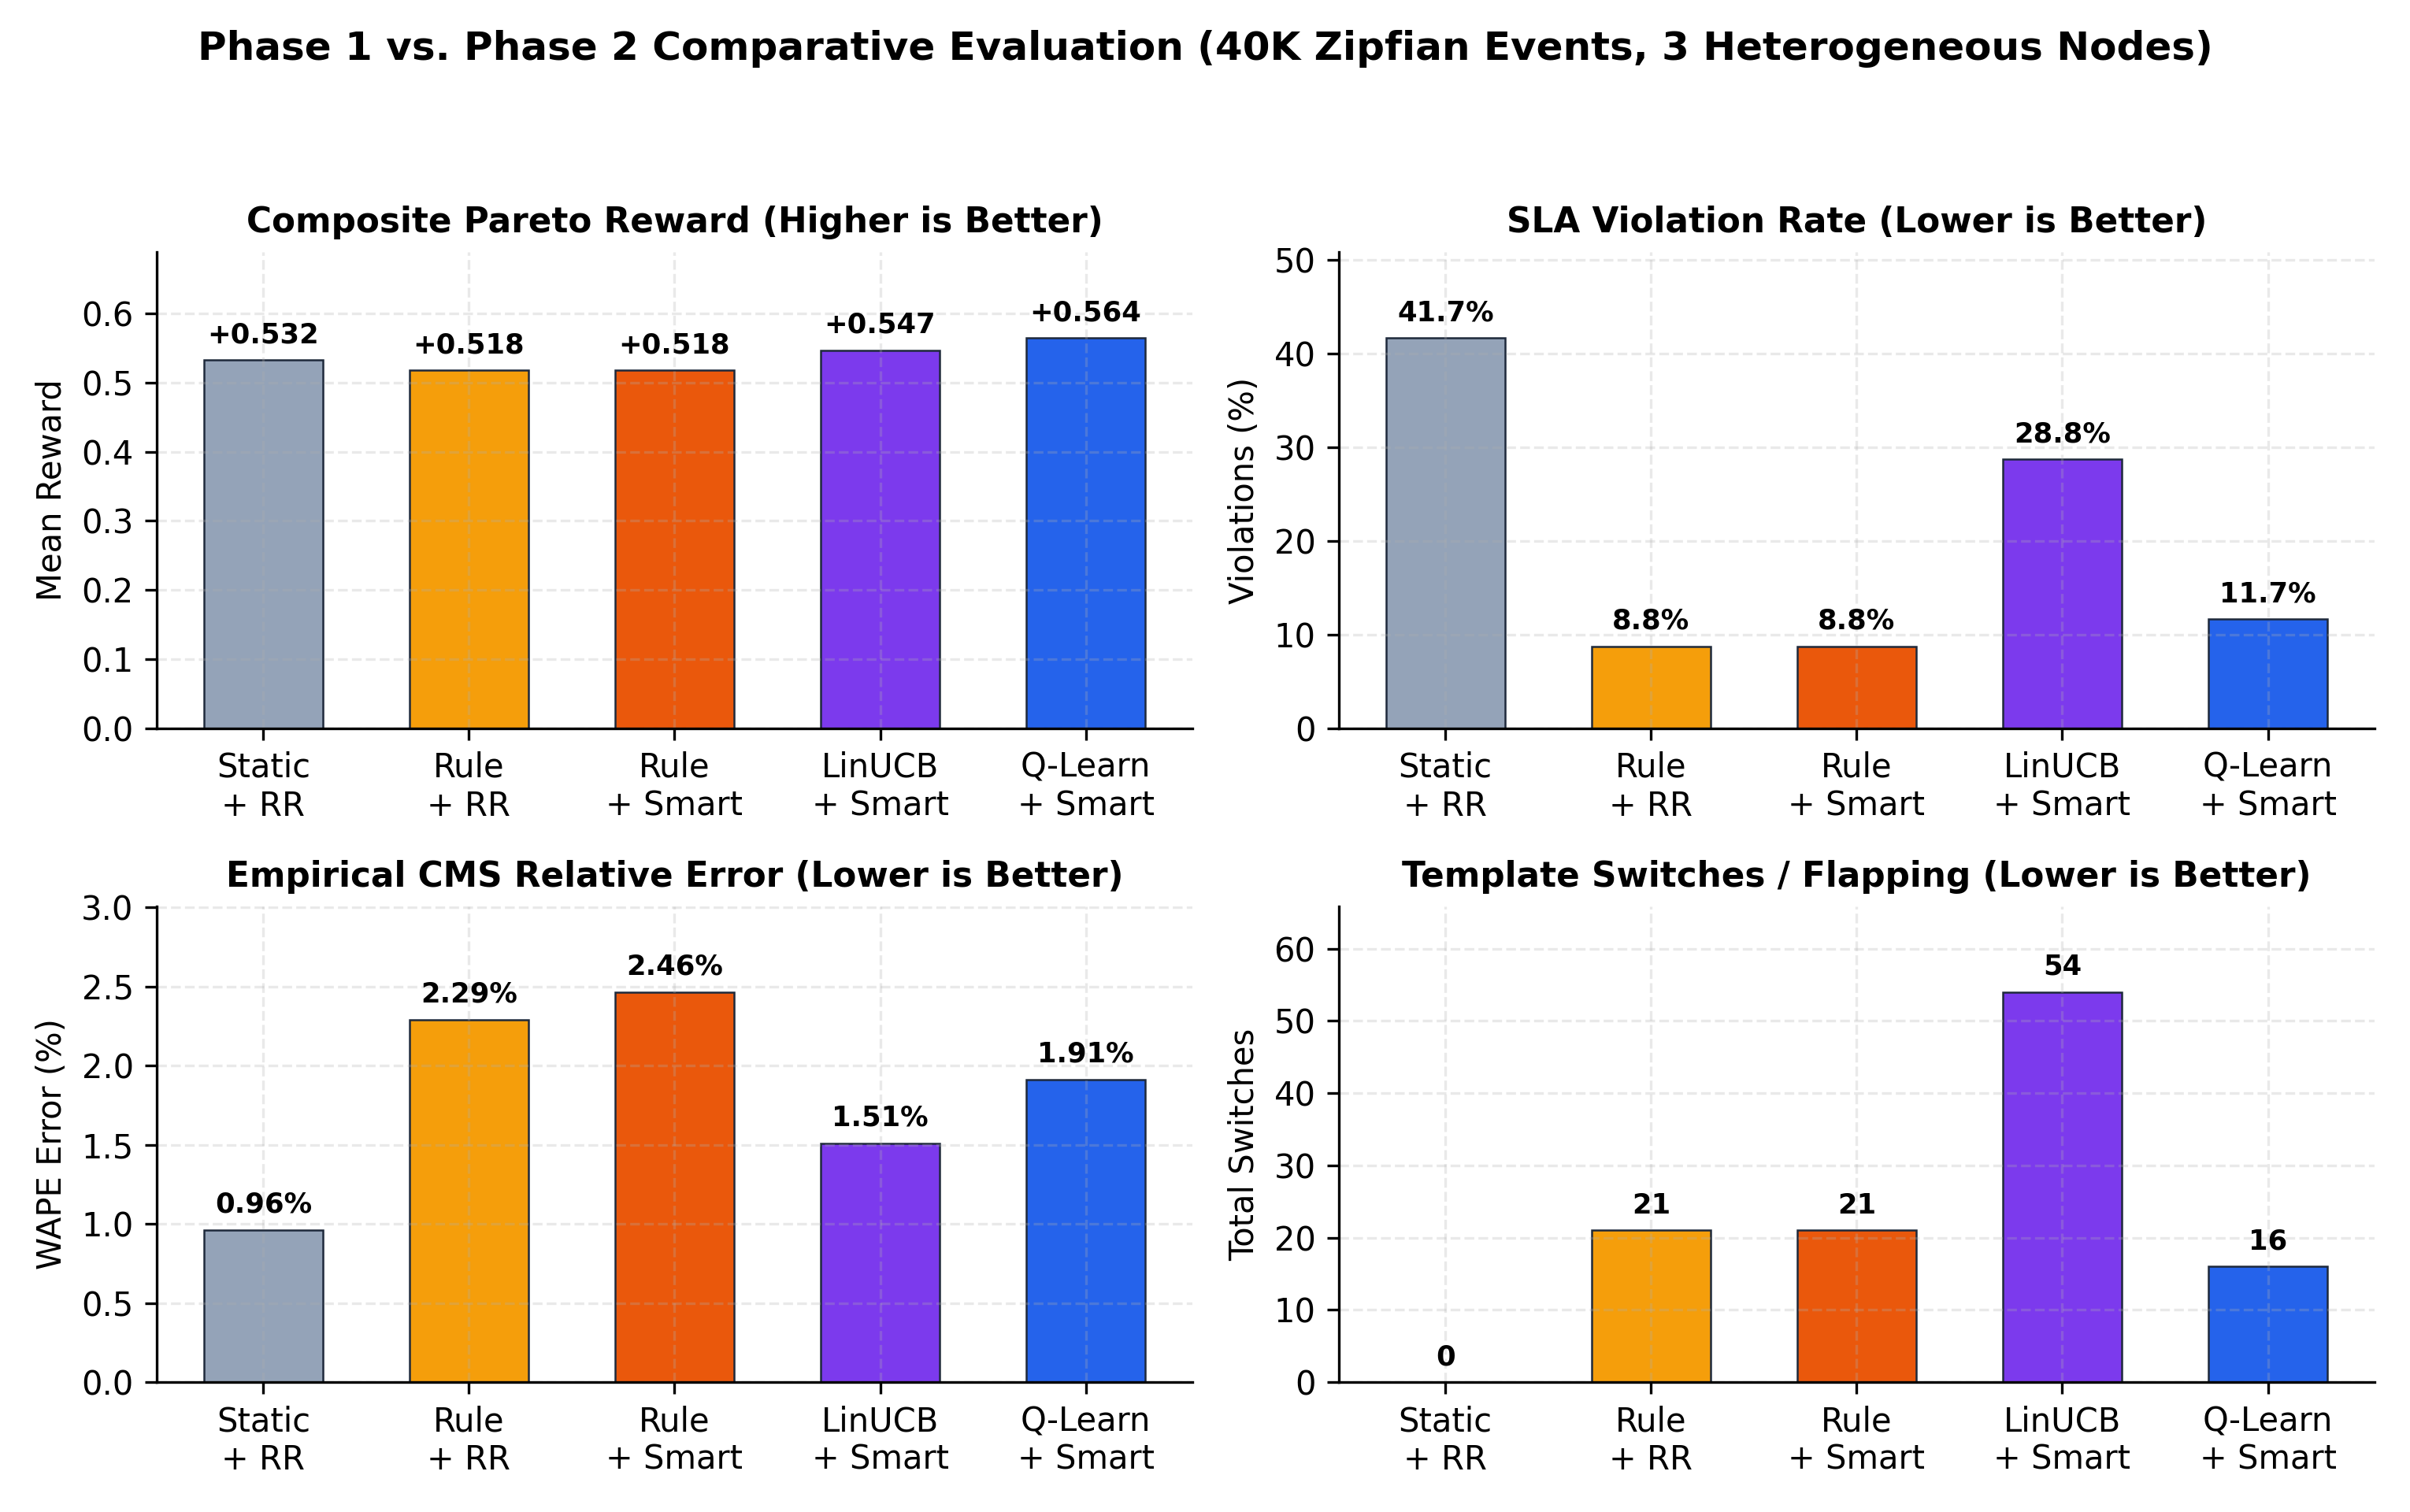 Phase 1 vs. Phase 2 Comparative Evaluation (40K Zipfian Events, 3 Heterogeneous Nodes)
Composite Pareto Reward (Higher is Better)
Mean Reward
0.6
0.5
0.4
0.3
0.2
0.1
0.0
+0.532
+0.518
+0.518
+0.547
+0.564
Static
+ RR
Rule
+ RR
Rule
+ Smart
LinUCB
+ Smart
Q-Learn
+ Smart
SLA Violation Rate (Lower is Better)
Violations (%)
50
40
30
20
10
0
41.7%
8.8%
8.8%
28.8%
11.7%
Static
+ RR
Rule
+ RR
Rule
+ Smart
LinUCB
+ Smart
Q-Learn
+ Smart
Empirical CMS Relative Error (Lower is Better)
WAPE Error (%)
3.0
2.5
2.0
1.5
1.0
0.5
0.0
0.96%
2.29%
2.46%
1.51%
1.91%
Static
+ RR
Rule
+ RR
Rule
+ Smart
LinUCB
+ Smart
Q-Learn
+ Smart
Template Switches / Flapping (Lower is Better)
Total Switches
60
50
40
30
20
10
0
0
21
21
54
16
Static
+ RR
Rule
+ RR
Rule
+ Smart
LinUCB
+ Smart
Q-Learn
+ Smart